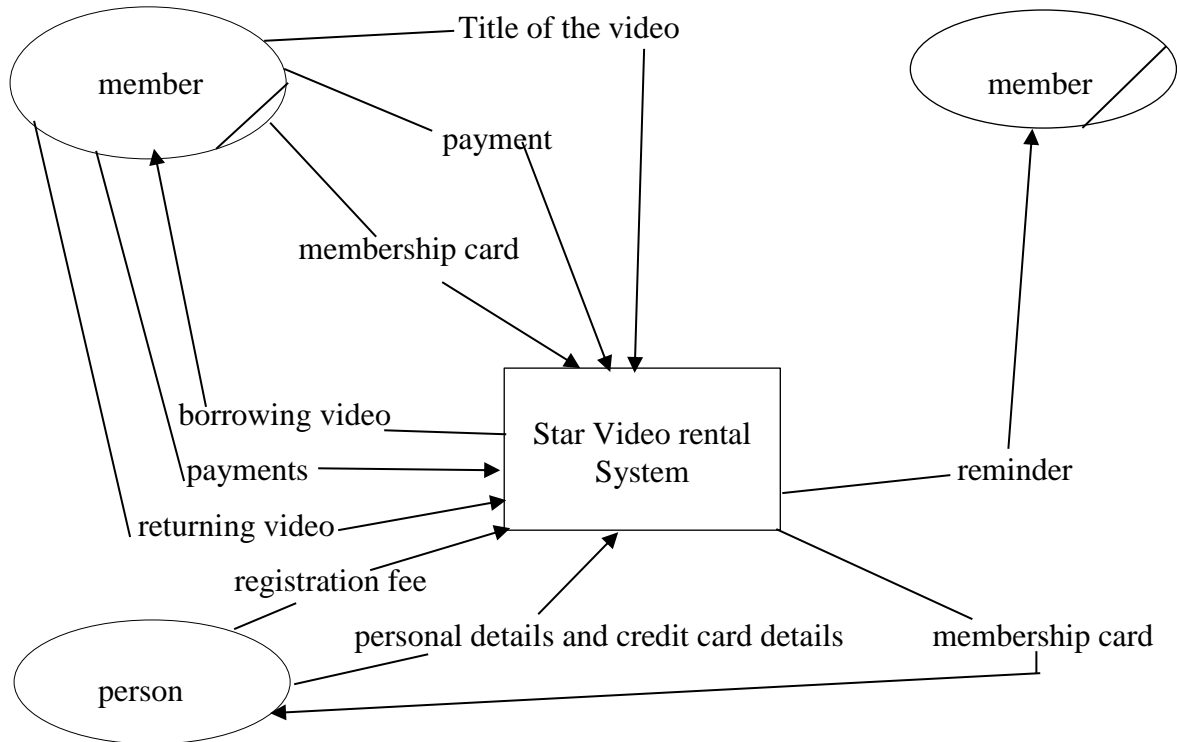 Title of the video
member
member
payment
membership card
borrowing video
Star Video rental
System
payments
reminder
returning video
registration fee
personal details and credit card details
membership card
person